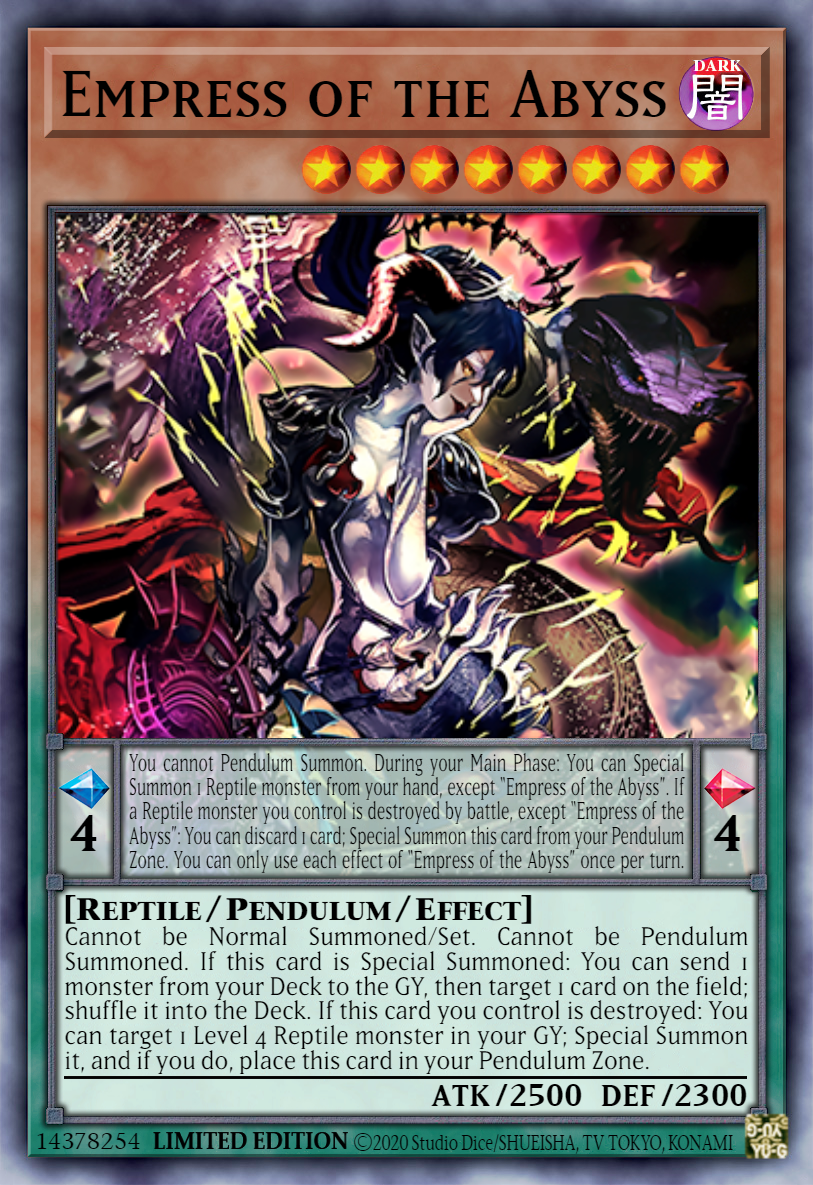 Empress of the Abyss
DARK
闇
You cannot Pendulum Summon. During your Main Phase: You can Special
Summon 1 Reptile monster from your hand, except "Empress of the Abyss". If
a Reptile monster you control is destroyed by battle, except "Empress of the
Abyss": You can discard 1 card; Special Summon this card from your Pendulum
Zone. You can only use each effect of "Empress of the Abyss" once per turn.
4
4
[Reptile/Pendulum/Effect]
Cannot be Normal Summoned/Set. Cannot be Pendulum
Summoned. If this card is Special Summoned: You can send 1
monster from your Deck to the GY, then target 1 card on the field;
shuffle it into the Deck. If this card you control is destroyed: You
can target 1 Level 4 Reptile monster in your GY; Special Summon
it, and if you do, place this card in your Pendulum Zone.
ATK/2500 DEF/2300
14378254 LIMITED EDITION ©2020 Studio Dice/SHUEISHA, TV TOKYO, KONAMI